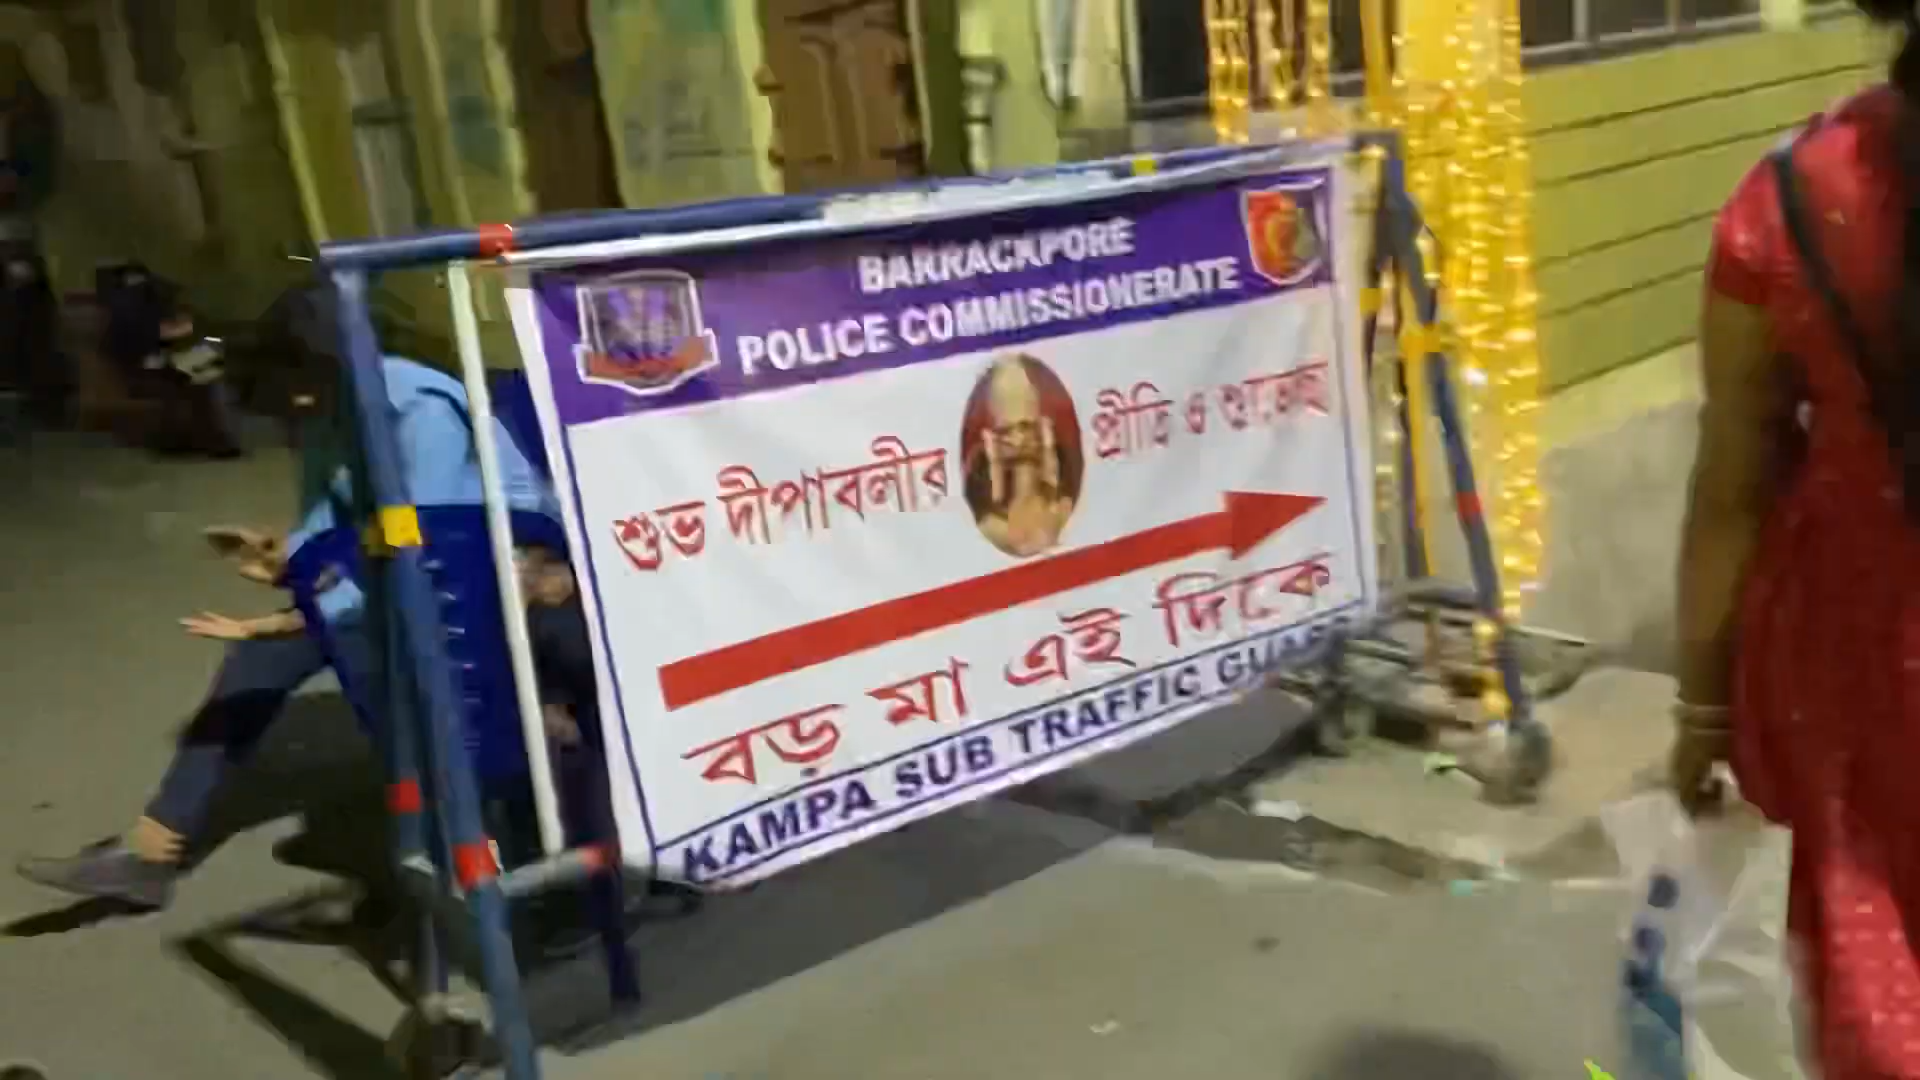 BARRACKPORE
POLICE COMMISSIONERATE
শুভ দীপাবলীর প্রীতি ও শুভেচ্ছা
বড় মা এই দিকে
KAMPA SUB TRAFFIC GUARD